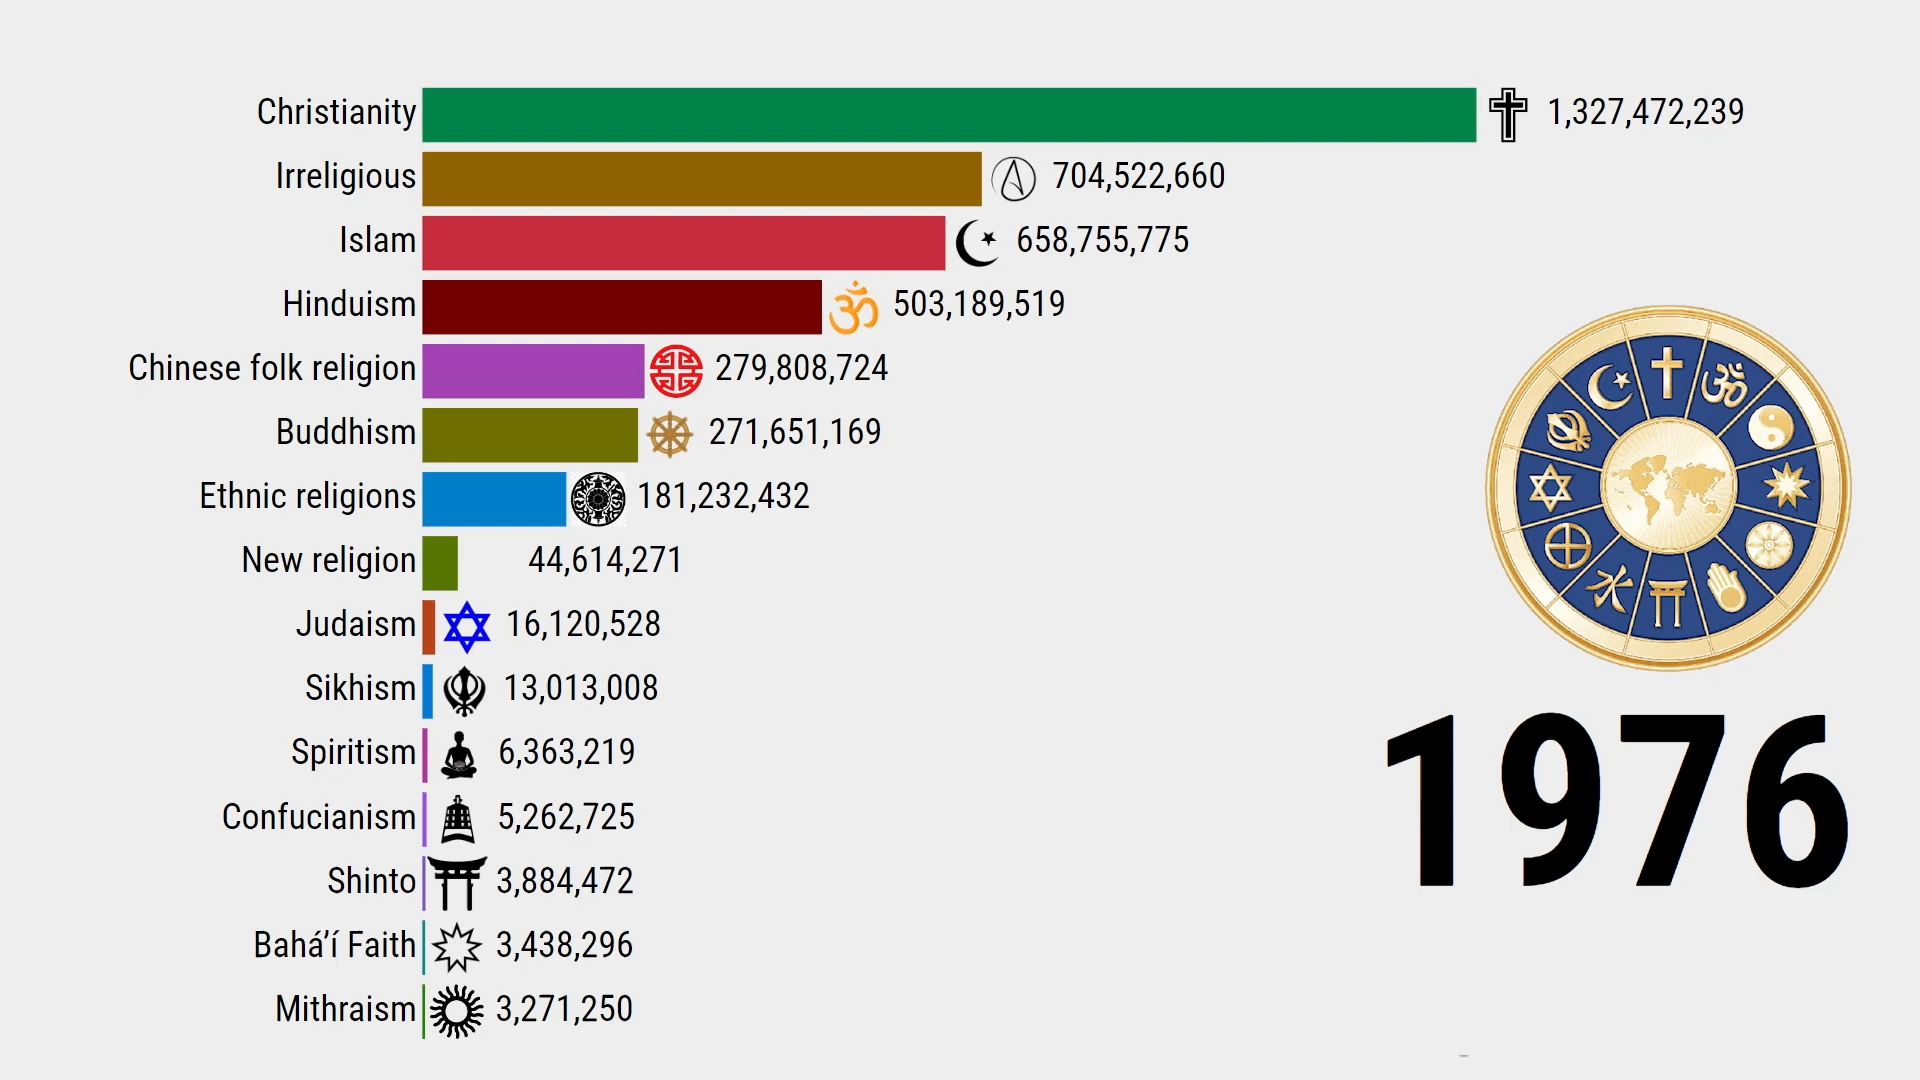 Christianity 1,327,472,239
Irreligious 704,522,660
Islam 658,755,775
Hinduism 503,189,519
Chinese folk religion 279,808,724
Buddhism 271,651,169
Ethnic religions 181,232,432
New religion 44,614,271
Judaism 16,120,528
Sikhism 13,013,008
Spiritism 6,363,219
Confucianism 5,262,725
Shinto 3,884,472
Bahá’í Faith 3,438,296
Mithraism 3,271,250
1976